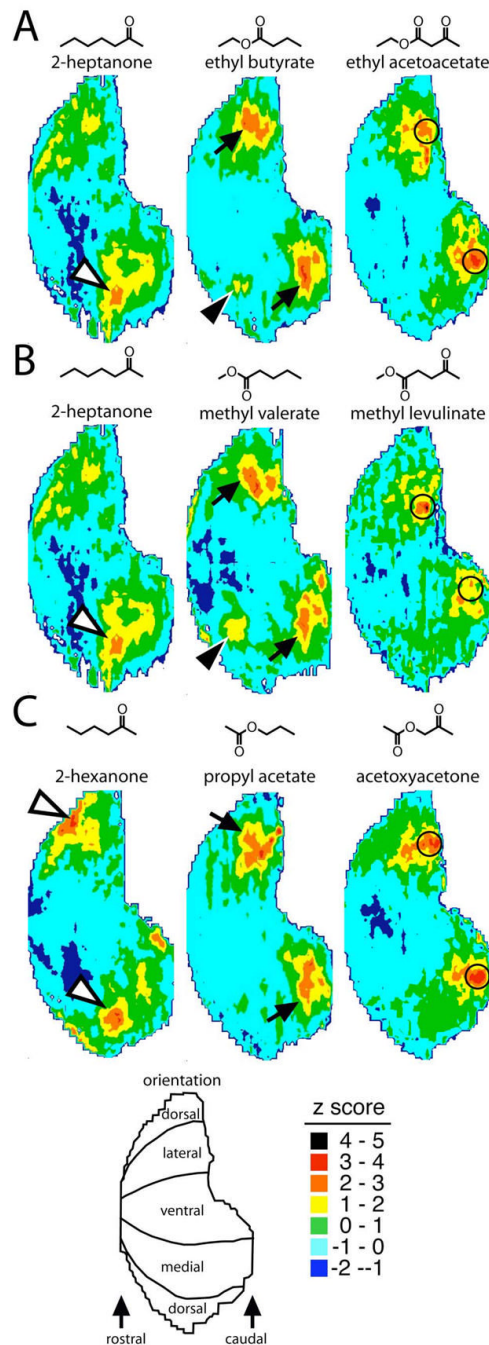 A
O
O
O
O
O
O
2-heptanone
ethyl butyrate
ethyl acetoacetate
B
O
O
O
O
O
O
2-heptanone
methyl valerate
methyl levulinate
C
O
O
O
O
O
O
2-hexanone
propyl acetate
acetoxyacetone
orientation
dorsal
lateral
ventral
medial
dorsal
rostral
caudal
z score
4 - 5
3 - 4
2 - 3
1 - 2
0 - 1
-1 - 0
-2 --1